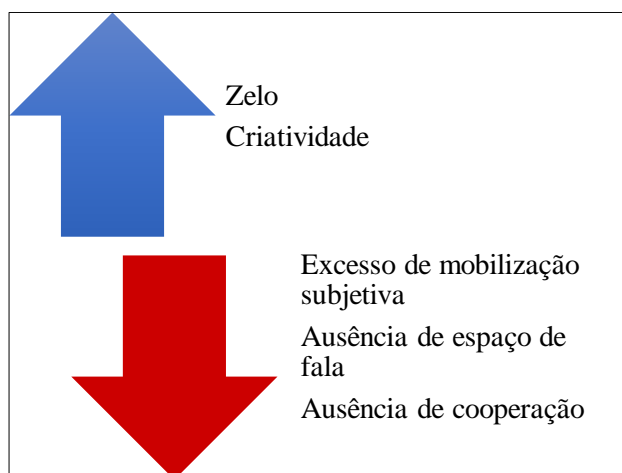 Zelo
Criatividade
Excesso de mobilização
subjetiva
Ausência de espaço de
fala
Ausência de cooperação